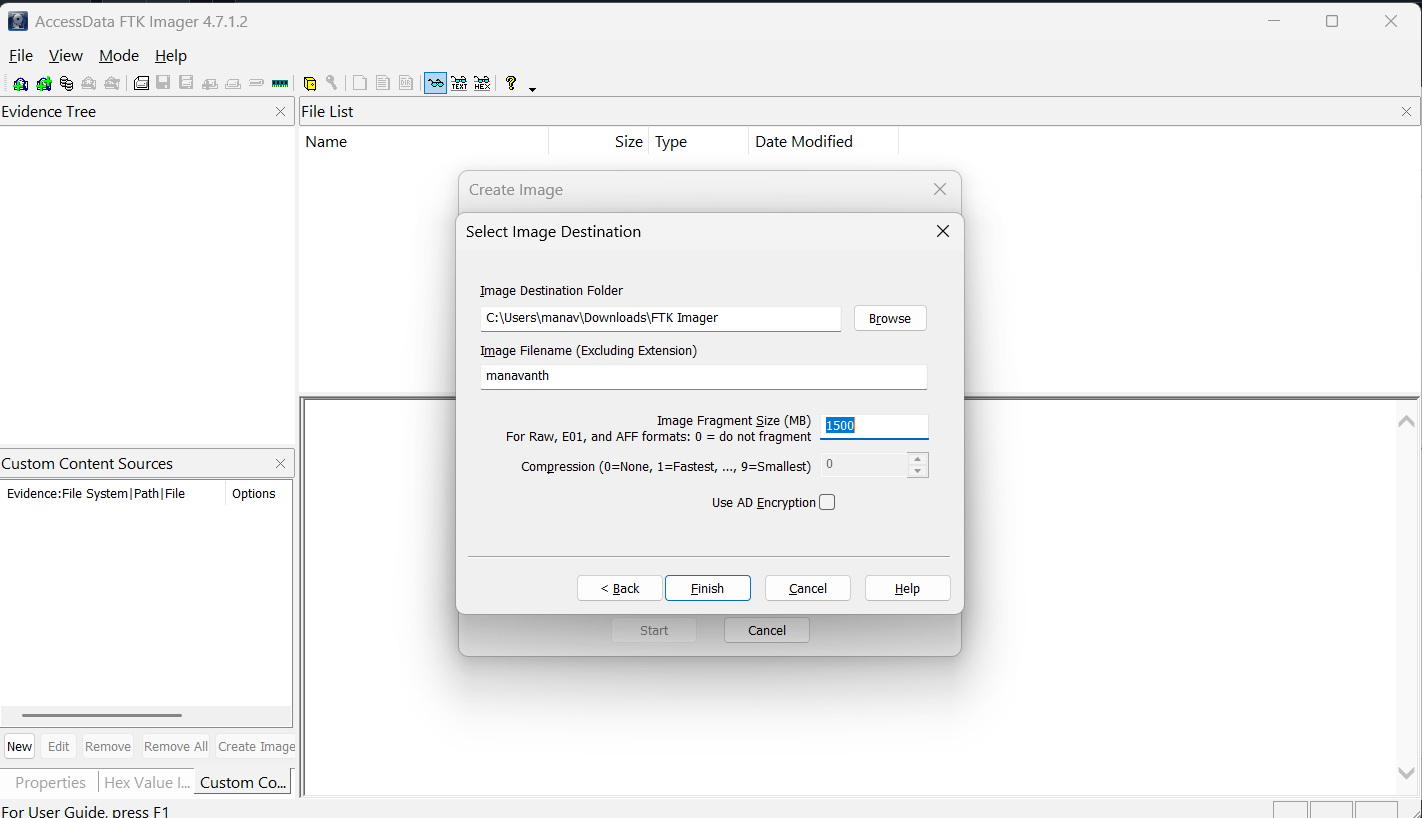 AccessData FTK Imager 4.7.1.2
File View Mode Help
TEXT HEX
Evidence Tree
File List
Name Size Type Date Modified
Create Image
Select Image Destination
Image Destination Folder
C:\Users\manav\Downloads\FTK Imager
Browse
Image Filename (Excluding Extension)
manavanth
Image Fragment Size (MB)
1500
For Raw, E01, and AFF formats: 0 = do not fragment
Compression (0=None, 1=Fastest, ..., 9=Smallest)
0
Use AD Encryption
< Back Finish Cancel Help
Start Cancel
Custom Content Sources
Evidence:File System|Path|File Options
New Edit Remove Remove All Create Image
Properties Hex Value I... Custom Co...
For User Guide, press F1